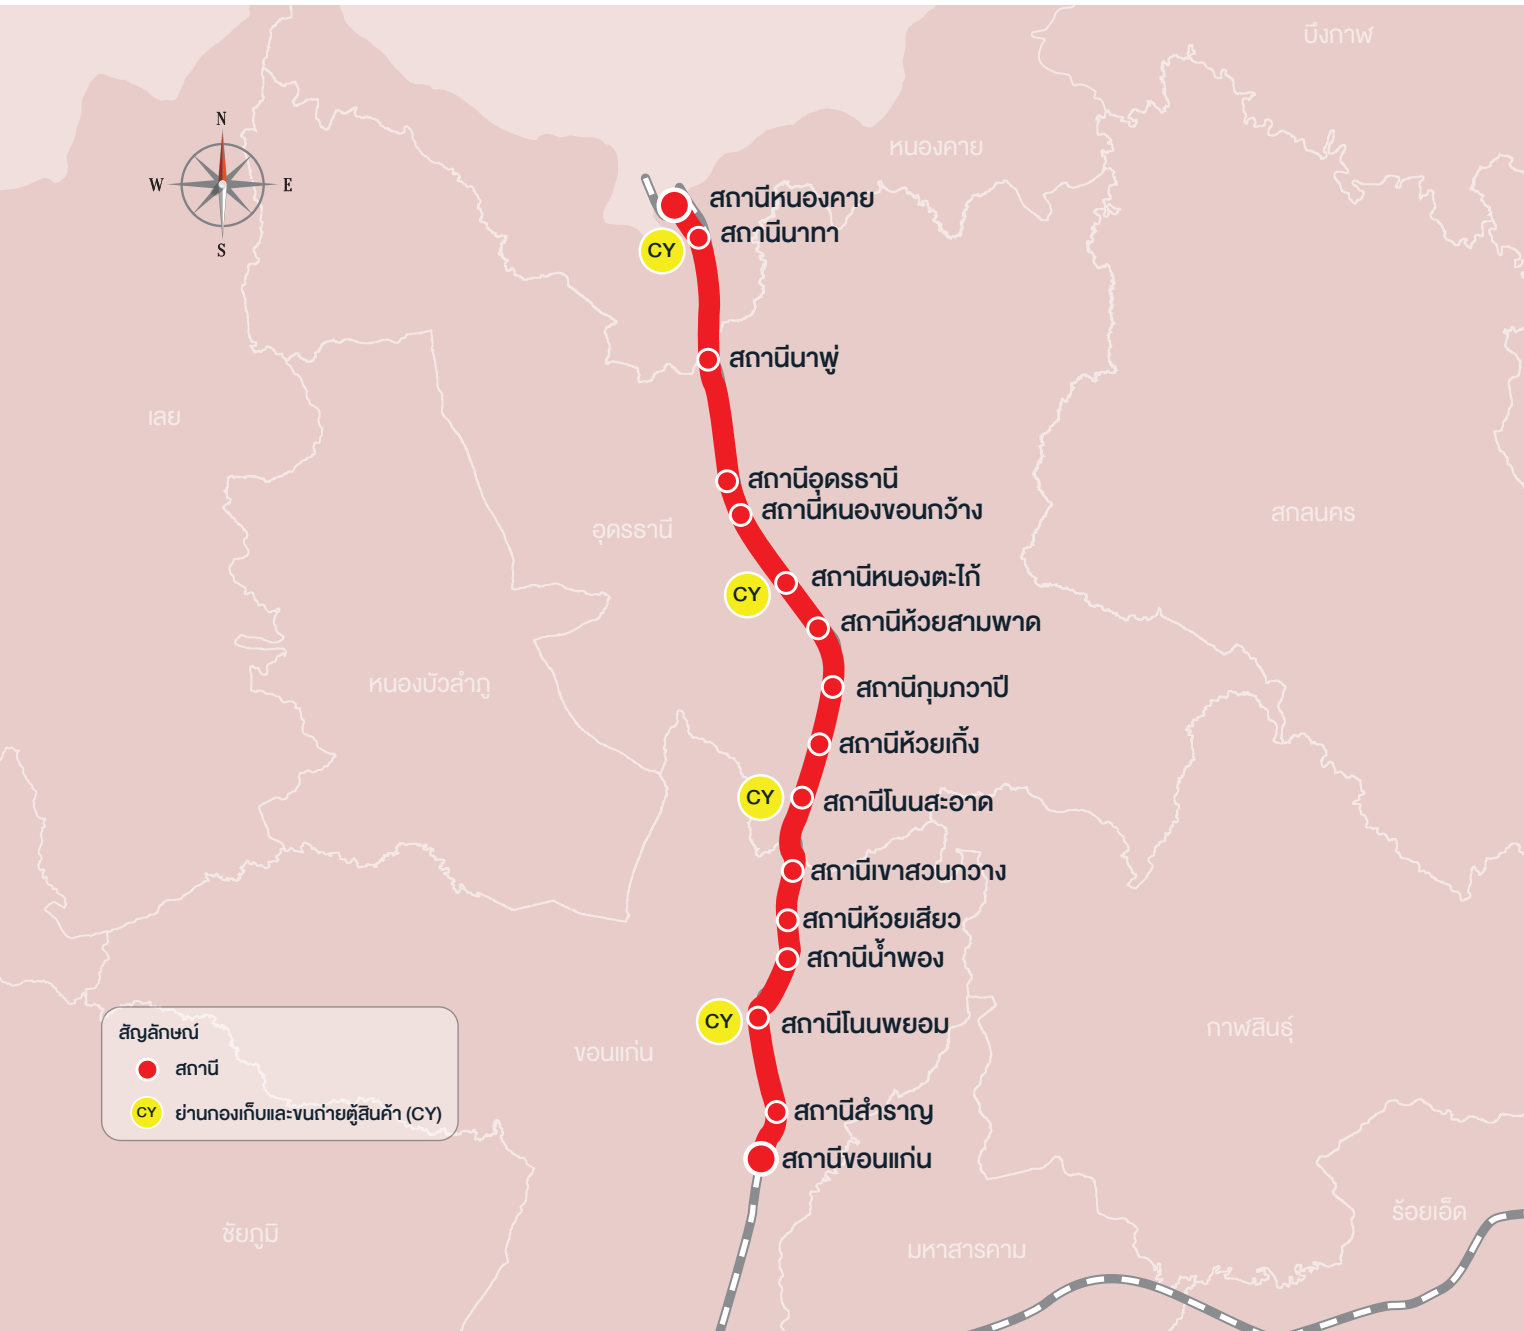 บึงกาฬ
N
W
E
S
หนองคาย
สถานีหนองคาย
สถานีนาทา
CY
สถานีนาพู่
เลย
สถานีอุดรธานี
สถานีหนองขอนกว้าง
อุดรธานี
สกลนคร
สถานีหนองตะไก้
CY
สถานีห้วยสามพาด
หนองบัวลำภู
สถานีกุมภวาปี
สถานีห้วยเกิ้ง
CY
สถานีโนนสะอาด
สถานีเขาสวนกวาง
สถานีห้วยเสียว
สถานีน้ำพอง
CY
สถานีโนนพยอม
กาฬสินธุ์
ขอนแก่น
สัญลักษณ์
สถานี
CY ย่านกองเก็บและขนถ่ายตู้สินค้า (CY)
สถานีสำราญ
สถานีขอนแก่น
ร้อยเอ็ด
ชัยภูมิ
มหาสารคาม